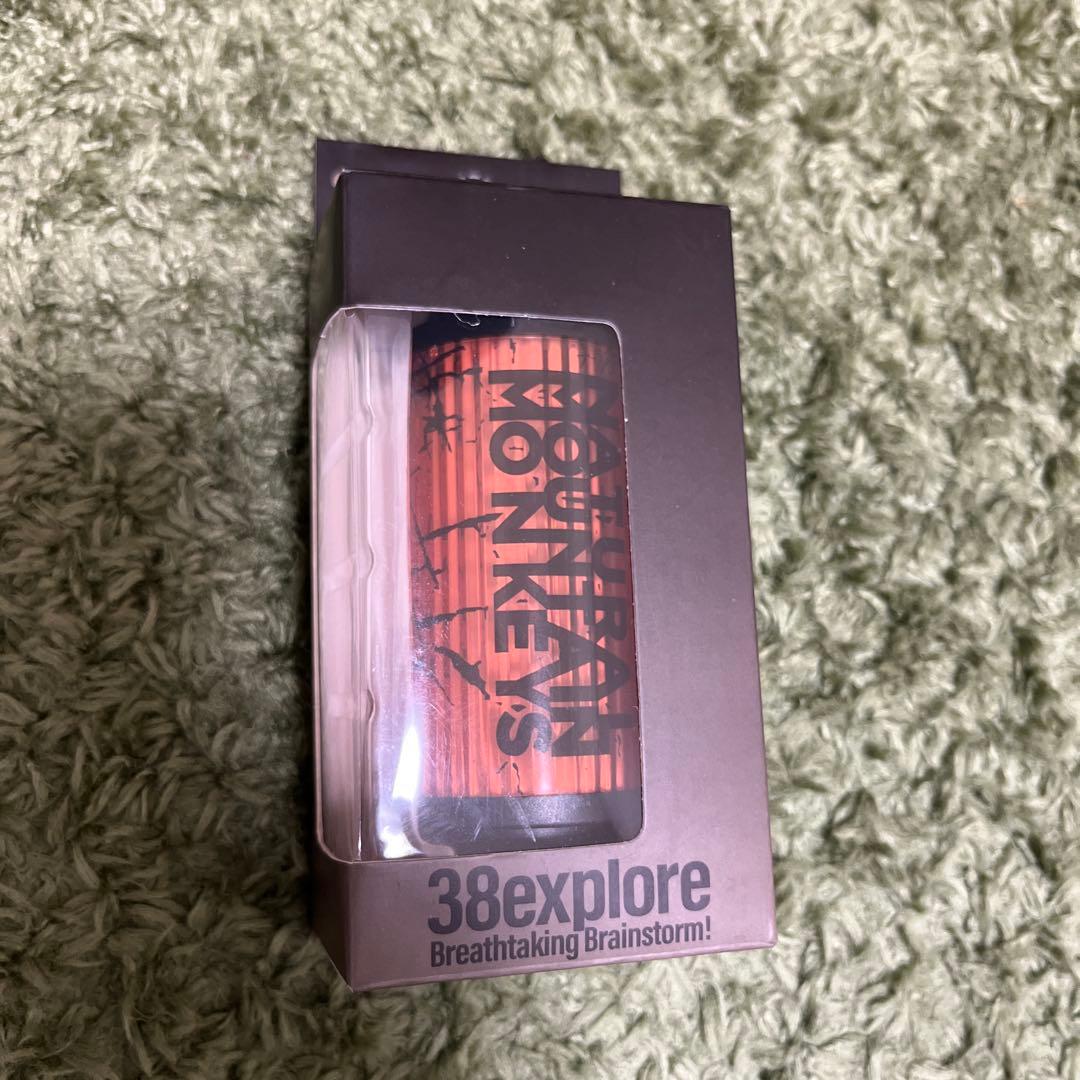 NATURAL
MOUNTAIN
MONKEYS
38explore
Breathtaking Brainstorm!